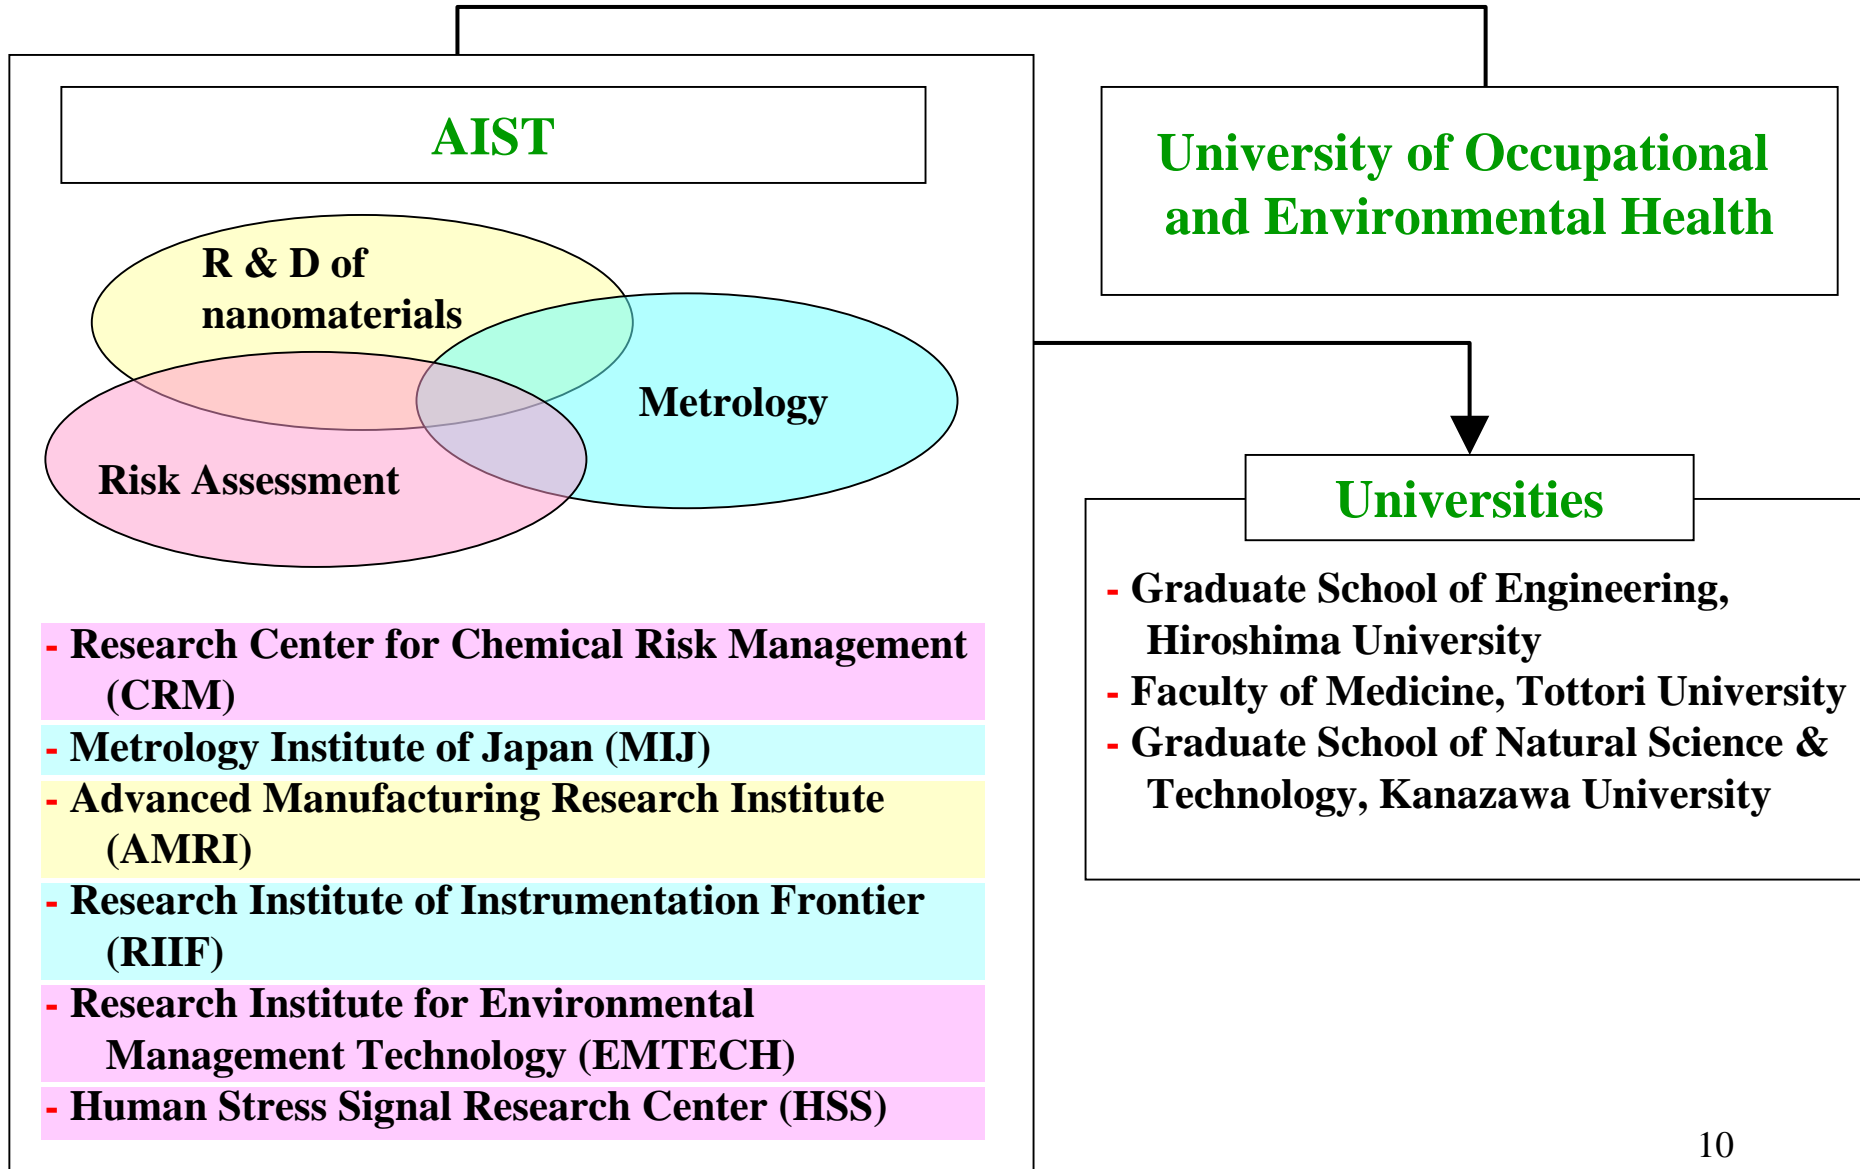 AIST
R & D of
nanomaterials
Metrology
Risk Assessment
- Research Center for Chemical Risk Management
(CRM)
- Metrology Institute of Japan (MIJ)
- Advanced Manufacturing Research Institute
(AMRI)
- Research Institute of Instrumentation Frontier
(RIIF)
- Research Institute for Environmental
Management Technology (EMTECH)
- Human Stress Signal Research Center (HSS)
University of Occupational
and Environmental Health
Universities
- Graduate School of Engineering,
Hiroshima University
- Faculty of Medicine, Tottori University
- Graduate School of Natural Science &
Technology, Kanazawa University
10